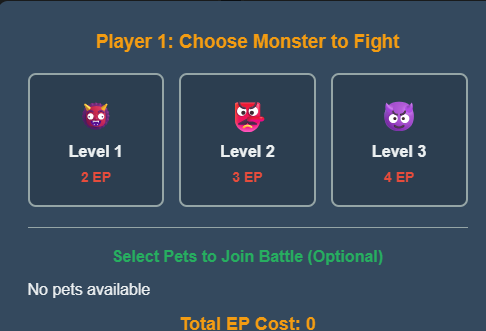 Player 1: Choose Monster to Fight
Level 1
2 EP
Level 2
3 EP
Level 3
4 EP
Select Pets to Join Battle (Optional)
No pets available
Total EP Cost: 0